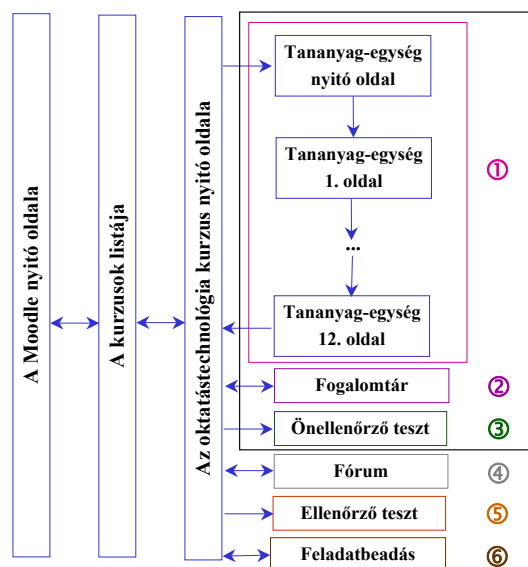 A Moodle nyitó oldala
A kurzusok listája
Az oktatástechnológia kurzus nyitó oldala
Tananyag-egység
nyitó oldal
Tananyag-egység
1. oldal
...
Tananyag-egység
12. oldal
①
Fogalomtár
②
Önellenőrző teszt
③
Fórum
④
Ellenőrző teszt
⑤
Feladatbeadás
⑥